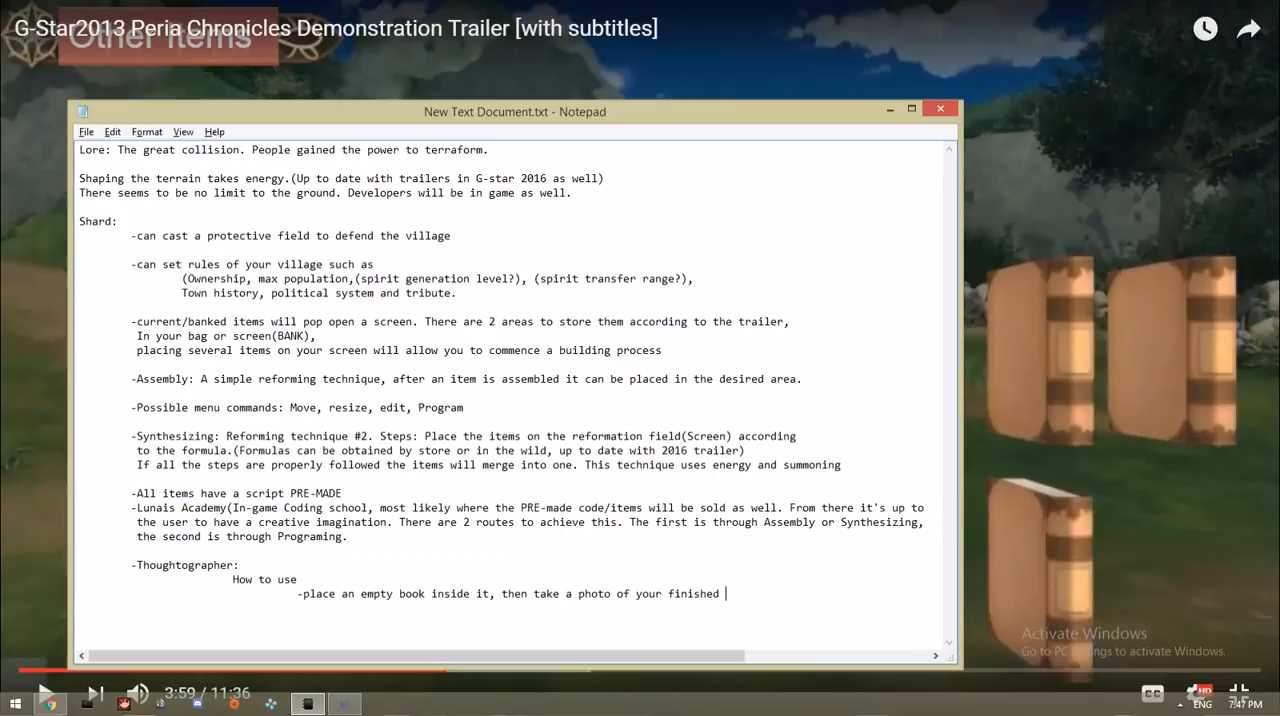 G-Star2013 Peria Chronicles Demonstration Trailer [with subtitles]
Other Items
New Text Document.txt - Notepad
File Edit Format View Help
Lore: The great collision. People gained the power to terraform.
Shaping the terrain takes energy.(Up to date with trailers in G-star 2016 as well)
There seems to be no limit to the ground. Developers will be in game as well.
Shard:
-can cast a protective field to defend the village
-can set rules of your village such as
(Ownership, max population,(spirit generation level?), (spirit transfer range?),
Town history, political system and tribute.
-current/banked items will pop open a screen. There are 2 areas to store them according to the trailer,
In your bag or screen(BANK),
placing several items on your screen will allow you to commence a building process
-Assembly: A simple reforming technique, after an item is assembled it can be placed in the desired area.
-Possible menu commands: Move, resize, edit, Program
-Synthesizing: Reforming technique #2. Steps: Place the items on the reformation field(Screen) according
to the formula.(Formulas can be obtained by store or in the wild, up to date with 2016 trailer)
If all the steps are properly followed the items will merge into one. This technique uses energy and summoning
-All items have a script PRE-MADE
-Lunais Academy(In-game Coding school, most likely where the PRE-made code/items will be sold as well. From there it's up to
the user to have a creative imagination. There are 2 routes to achieve this. The first is through Assembly or Synthesizing,
the second is through Programing.
-Thoughtographer:
How to use
-place an empty book inside it, then take a photo of your finished
Activate Windows
Go to PC settings to activate Windows.
3:59 / 11:36
CC
HD
ENG
7:47 PM